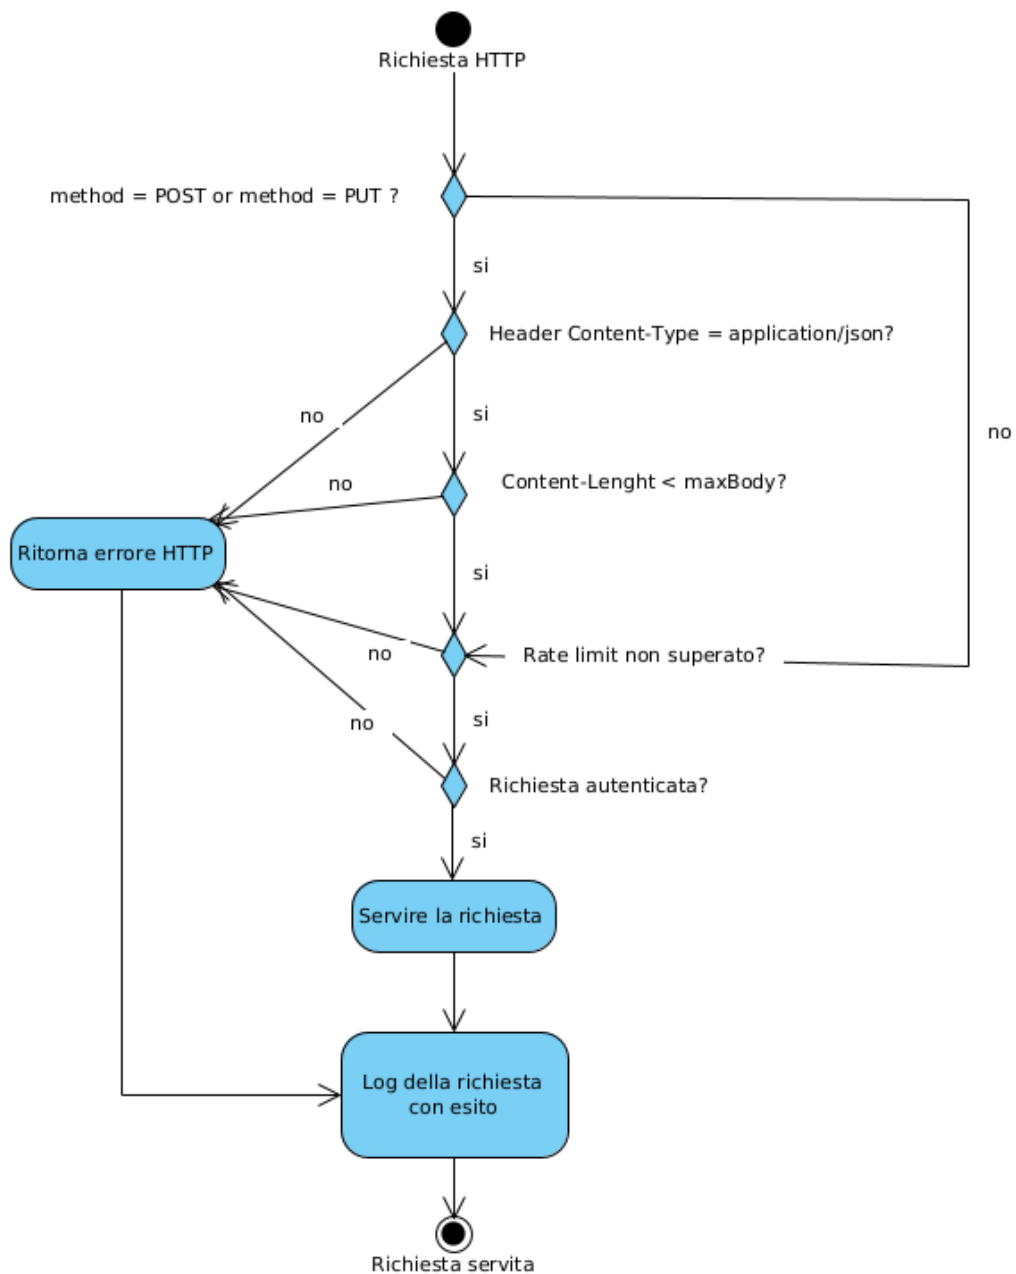 Richiesta HTTP
method = POST or method = PUT ?
si
Header Content-Type = application/json?
no
si
no
no
Content-Lenght < maxBody?
Ritorna errore HTTP
si
no
Rate limit non superato?
no
si
Richiesta autenticata?
si
Servire la richiesta
Log della richiesta
con esito
Richiesta servita